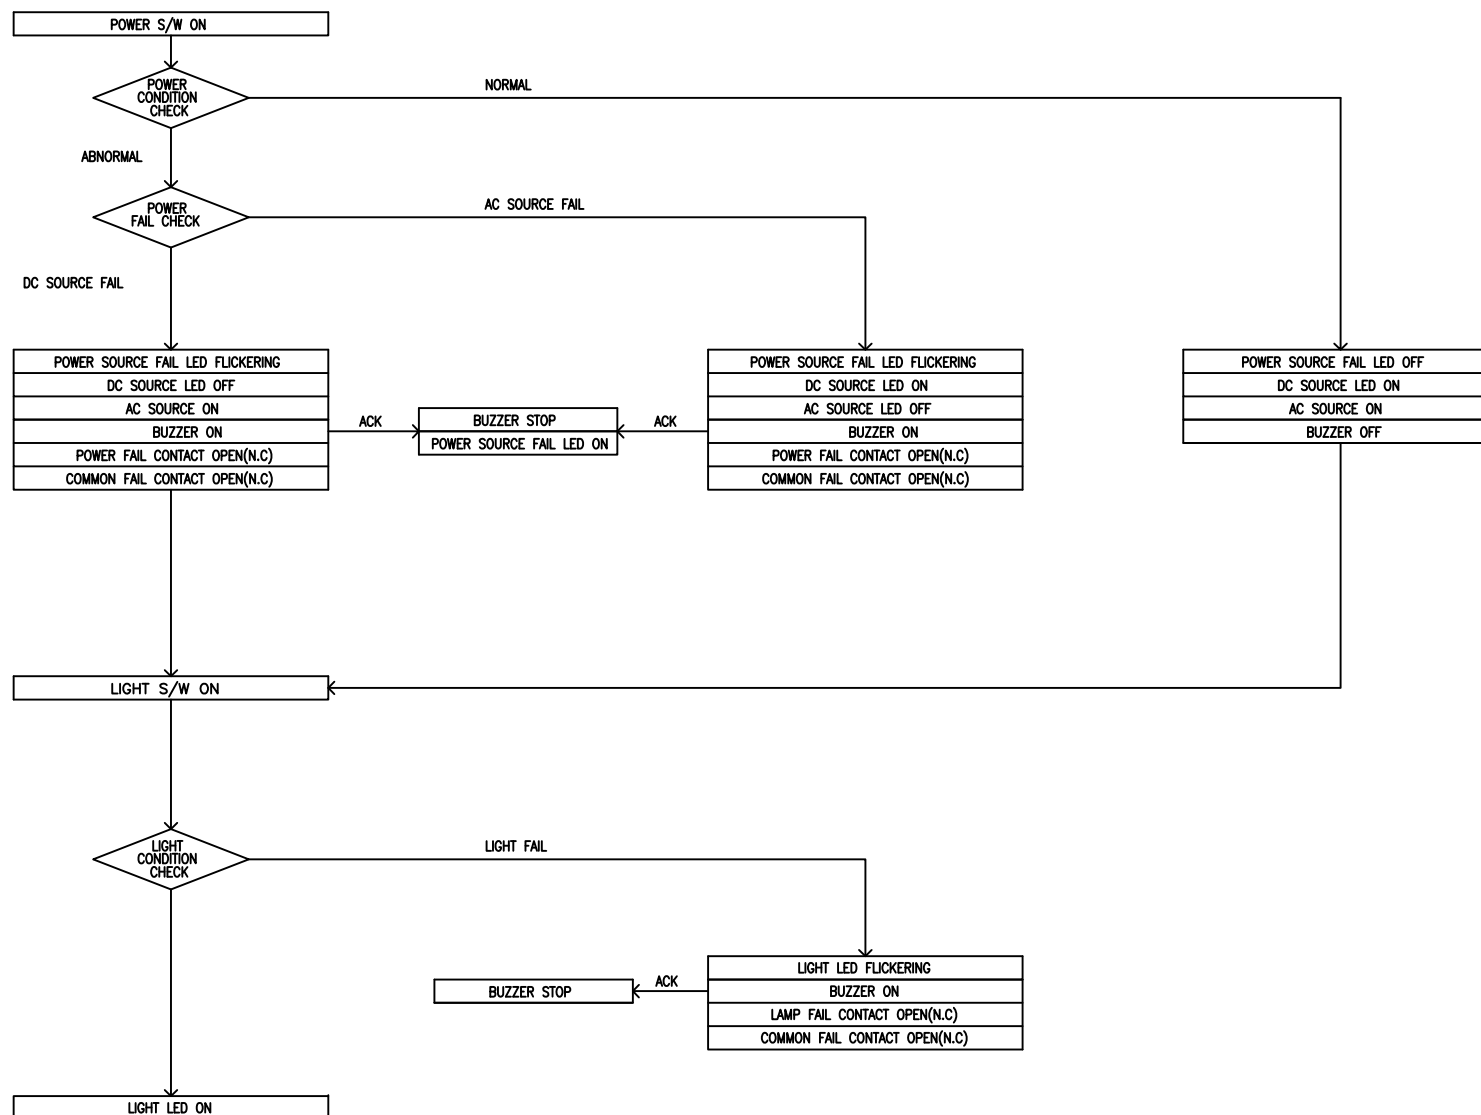 POWER S/W ON
POWER
CONDITION
CHECK
NORMAL
ABNORMAL
POWER
FAIL CHECK
AC SOURCE FAIL
DC SOURCE FAIL
POWER SOURCE FAIL LED FLICKERING
DC SOURCE LED OFF
AC SOURCE ON
BUZZER ON
POWER FAIL CONTACT OPEN(N.C)
COMMON FAIL CONTACT OPEN(N.C)
ACK
BUZZER STOP
POWER SOURCE FAIL LED ON
ACK
POWER SOURCE FAIL LED FLICKERING
DC SOURCE LED ON
AC SOURCE LED OFF
BUZZER ON
POWER FAIL CONTACT OPEN(N.C)
COMMON FAIL CONTACT OPEN(N.C)
POWER SOURCE FAIL LED OFF
DC SOURCE LED ON
AC SOURCE ON
BUZZER OFF
LIGHT S/W ON
LIGHT
CONDITION
CHECK
LIGHT FAIL
LIGHT LED FLICKERING
BUZZER ON
LAMP FAIL CONTACT OPEN(N.C)
COMMON FAIL CONTACT OPEN(N.C)
ACK
BUZZER STOP
LIGHT LED ON